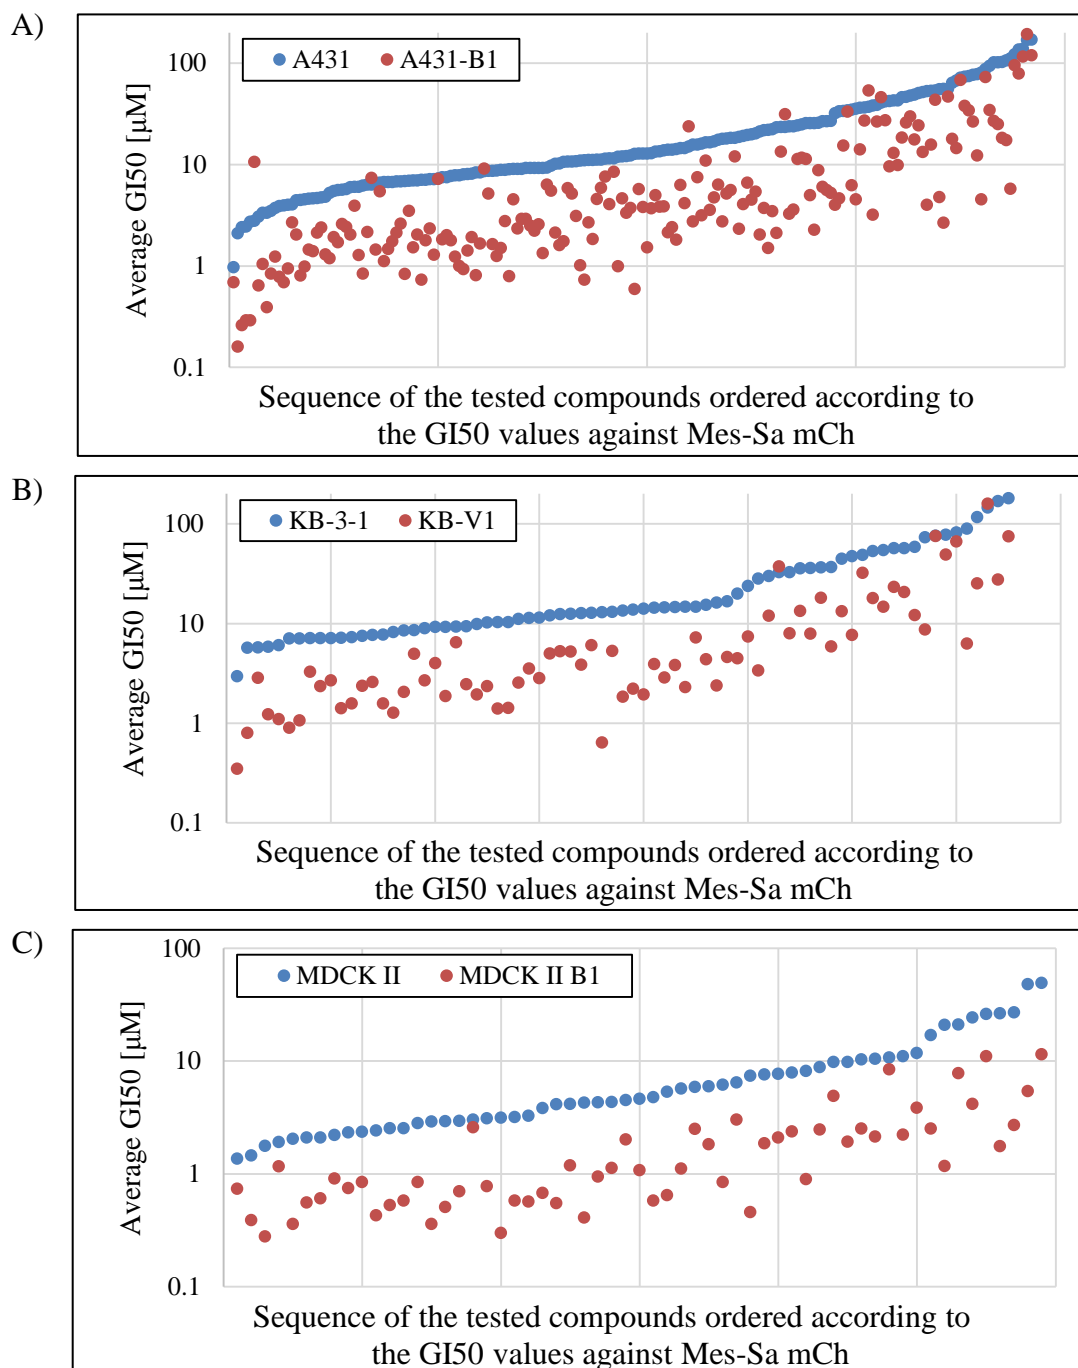 A)
A431 A431-B1
100
10
1
0.1
Average GI50 [µM]
Sequence of the tested compounds ordered according to
the GI50 values against Mes-Sa mCh
B)
KB-3-1 KB-V1
100
10
1
0.1
Average GI50 [µM]
Sequence of the tested compounds ordered according to
the GI50 values against Mes-Sa mCh
C)
MDCK II MDCK II B1
100
10
1
0.1
Average GI50 [µM]
Sequence of the tested compounds ordered according to
the GI50 values against Mes-Sa mCh